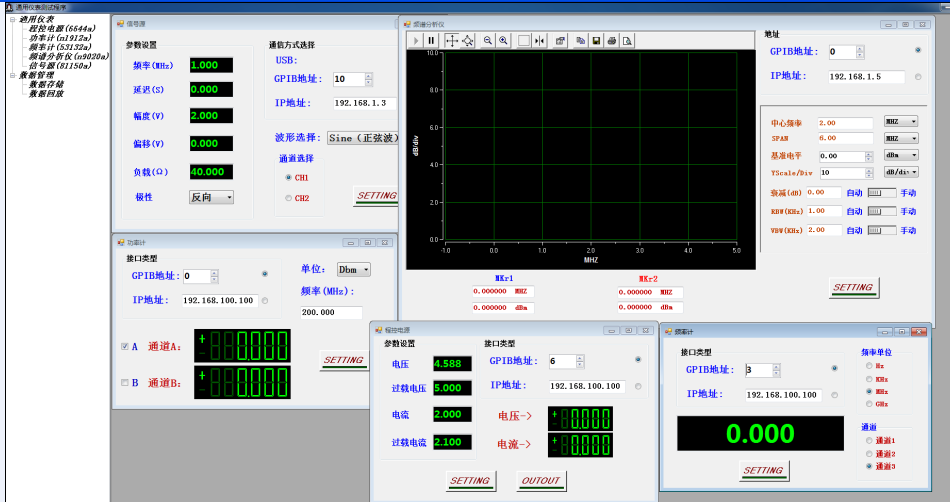 通用仪表测试程序
通用仪表
程控电源(6644a)
功率计(n1912a)
频率计(53132a)
频谱分析仪(n9020a)
信号源(81150a)
数据管理
数据存储
数据回放
信号源
参数设置
频率(MHz) 1.000
延迟(S) 0.000
幅度(V) 2.000
偏移(V) 0.000
负载(Ω) 40.000
极性 反向
通信方式选择
USB:
GPIB地址: 10
IP地址: 192.168.1.3
波形选择: Sine（正弦波）
通道选择
CH1
CH2
SETTING
频谱分析仪
10.0
8.0
6.0
4.0
2.0
0.0
dB/div
-1.0 0.0 1.0 2.0 3.0 4.0 5.0
MHZ
MKr1 MKr2
0.000000 MHZ 0.000000 MHZ
0.000000 dBm 0.000000 dBm
地址
GPIB地址: 0
IP地址: 192.168.1.5
中心频率 2.00 MHZ
SPAN 6.00 MHZ
基准电平 0.00 dBm
YScale/Div 10 dB/di
衰减(dB) 0.00 自动 手动
RBW(KHz) 1.00 自动 手动
VBW(KHz) 2.00 自动 手动
SETTING
功率计
接口类型
GPIB地址: 0
IP地址: 192.168.100.100
单位: Dbm
频率(MHz):
200.000
A 通道A: +0.000
B 通道B: +0.000
SETTING
程控电源
参数设置
电压 4.588
过载电压 5.000
电流 2.000
过载电流 2.100
接口类型
GPIB地址: 6
IP地址: 192.168.100.100
电压-> +0.000
电流-> +0.000
SETTING OUTOUT
频率计
接口类型
GPIB地址: 3
IP地址: 192.168.100.100
0.000
SETTING
频率单位
Hz
KHz
MHz
GHz
通道
通道1
通道2
通道3